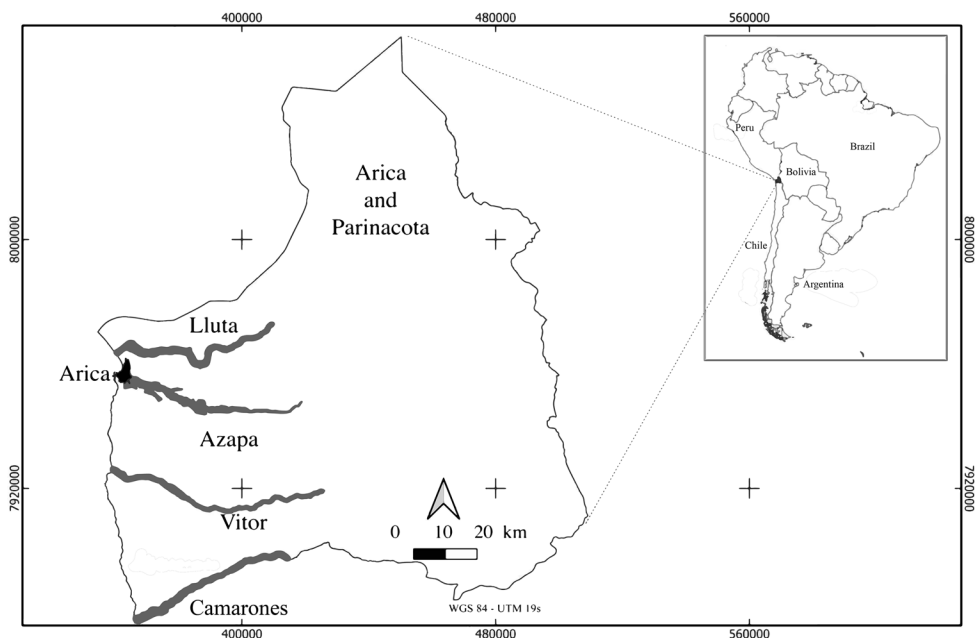 400000 480000 560000
Arica
and
Parinacota
Peru
Brazil
Bolivia
Chile
Argentina
8000000
8000000
Lluta
Arica
Azapa
7920000
7920000
Vitor
0 10 20 km
Camarones
WGS 84 - UTM 19s
400000 480000 560000